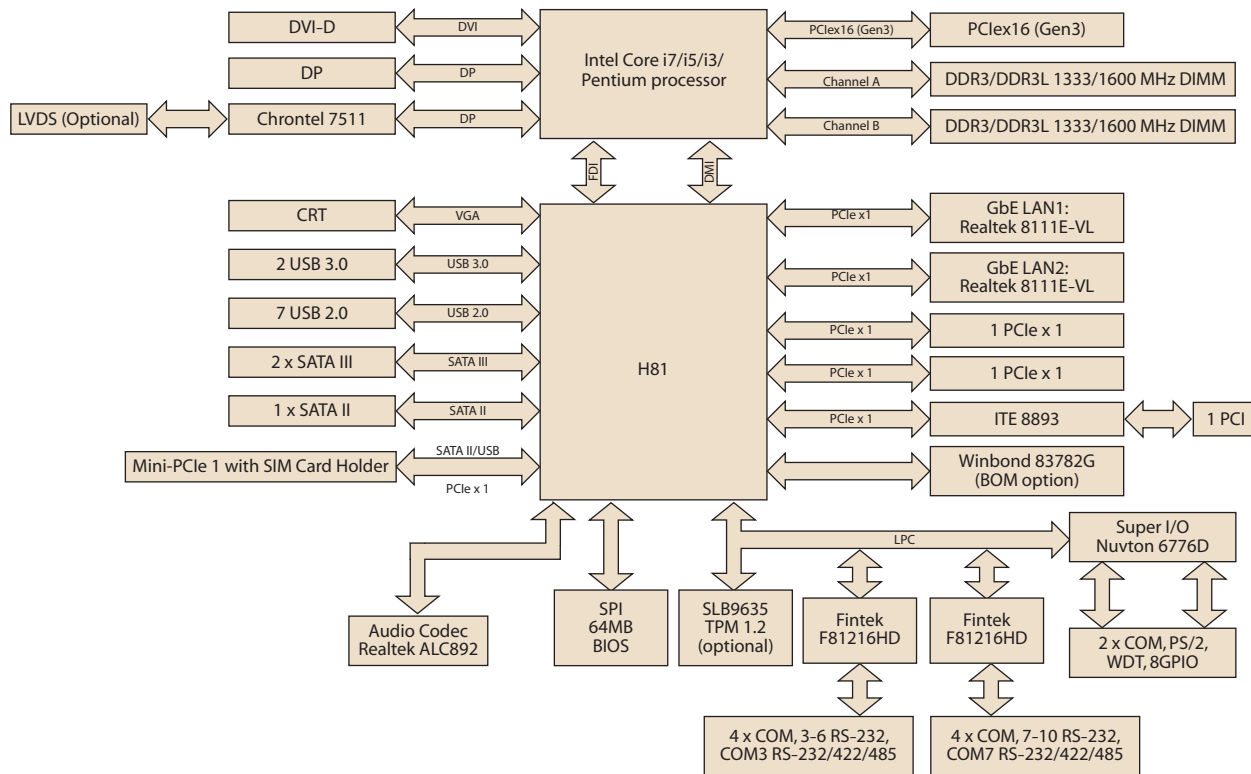 DVI-D
DVI
Intel Core i7/i5/i3/
Pentium processor
PCIex16 (Gen3)
PCIex16 (Gen3)
DP
DP
Channel A
DDR3/DDR3L 1333/1600 MHz DIMM
LVDS (Optional)
Chrontel 7511
DP
Channel B
DDR3/DDR3L 1333/1600 MHz DIMM
FDI
DMI
CRT
VGA
PCIe x1
GbE LAN1:
Realtek 8111E-VL
2 USB 3.0
USB 3.0
PCIe x1
GbE LAN2:
Realtek 8111E-VL
7 USB 2.0
USB 2.0
PCIe x 1
1 PCIe x 1
2 x SATA III
SATA III
H81
PCIe x 1
1 PCIe x 1
1 x SATA II
SATA II
PCIe x 1
ITE 8893
1 PCI
Mini-PCIe 1 with SIM Card Holder
SATA II/USB
PCIe x 1
Winbond 83782G
(BOM option)
LPC
Super I/O
Nuvton 6776D
Audio Codec
Realtek ALC892
SPI
64MB
BIOS
SLB9635
TPM 1.2
(optional)
Fintek
F81216HD
Fintek
F81216HD
2 x COM, PS/2,
WDT, 8GPIO
4 x COM, 3-6 RS-232,
COM3 RS-232/422/485
4 x COM, 7-10 RS-232,
COM7 RS-232/422/485